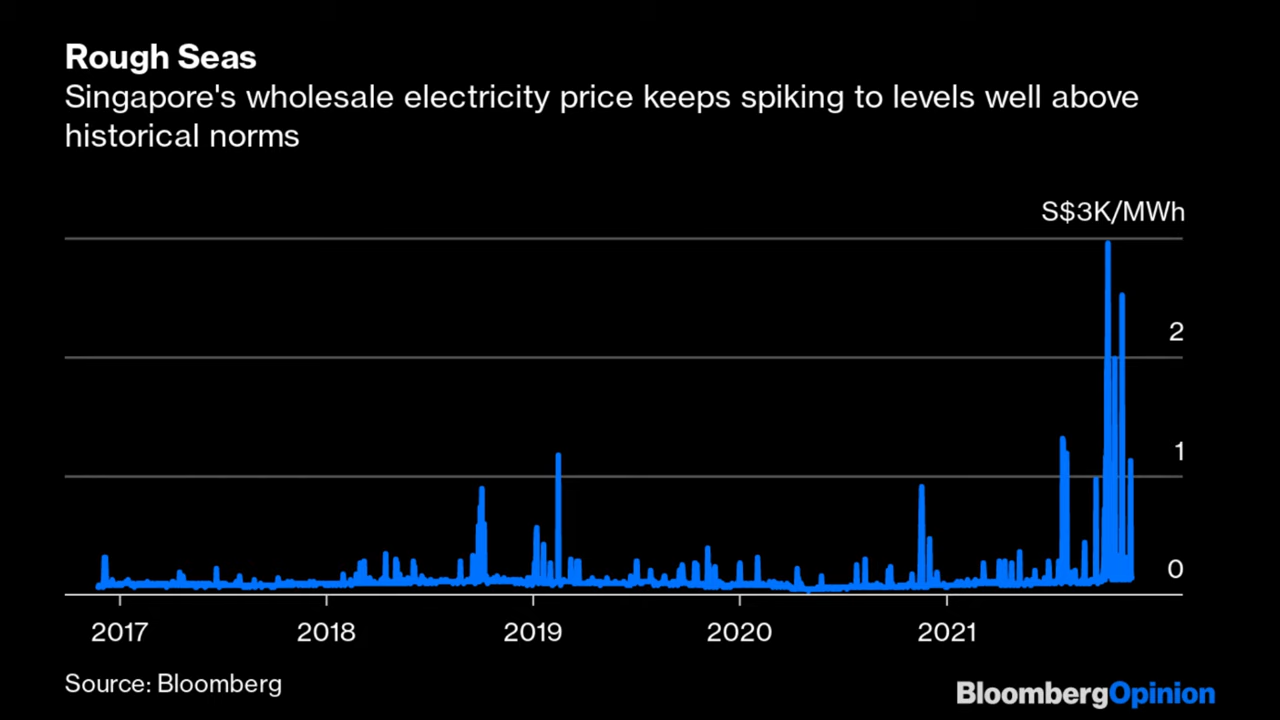 Rough Seas
Singapore's wholesale electricity price keeps spiking to levels well above
historical norms
S$3K/MWh
2
1
0
2017 2018 2019 2020 2021
Source: Bloomberg
BloombergOpinion